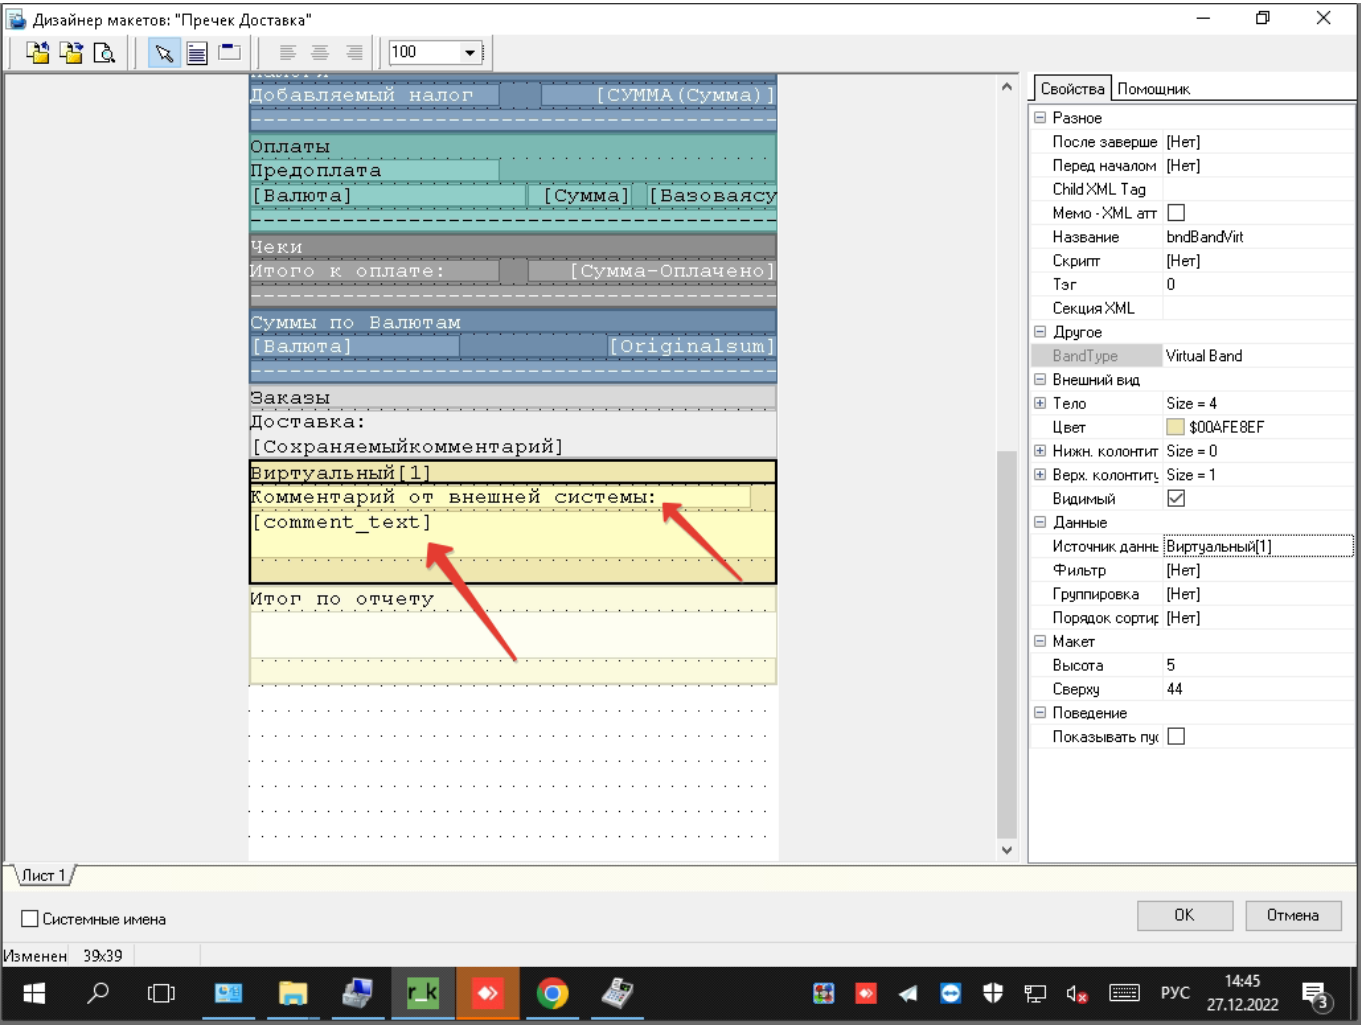 Дизайнер макетов: "Пречек Доставка"
100
Добавляемый налог [СУММА(Сумма)]
Оплаты
Предоплата
[Валюта] [Сумма] [Базоваясу
Чеки
Итого к оплате: [Сумма-Оплачено]
Суммы по Валютам
[Валюта] [Originalsum]
Заказы
Доставка:
[Сохраняемыйкомментарий]
Виртуальный[1]
Комментарий от внешней системы:
[comment_text]
Итог по отчету
Свойства Помощник
Разное
После заверше [Нет]
Перед началом [Нет]
Child XML Tag
Мемо - XML атт
Название bndBandVirt
Скрипт [Нет]
Тэг 0
Секция XML
Другое
BandType Virtual Band
Внешний вид
Тело Size = 4
Цвет $00AFE8EF
Нижн. колонтит Size = 0
Верх. колонтиту Size = 1
Видимый
Данные
Источник данны Виртуальный[1]
Фильтр [Нет]
Группировка [Нет]
Порядок сортир [Нет]
Макет
Высота 5
Сверху 44
Поведение
Показывать пус
Лист 1
Системные имена
OK Отмена
Изменен 39x39
r_k
РУС
14:45
27.12.2022
3